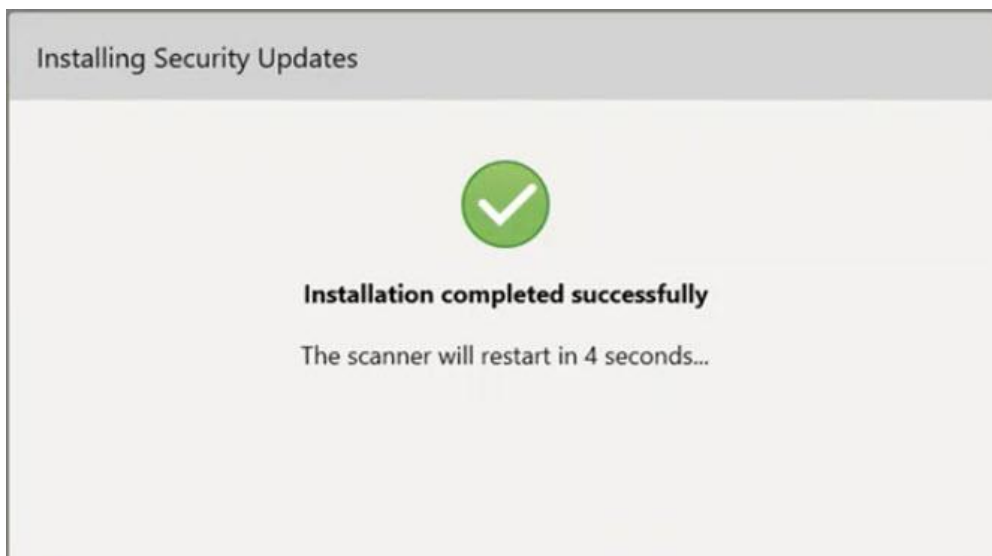 Installing Security Updates
Installation completed successfully
The scanner will restart in 4 seconds...